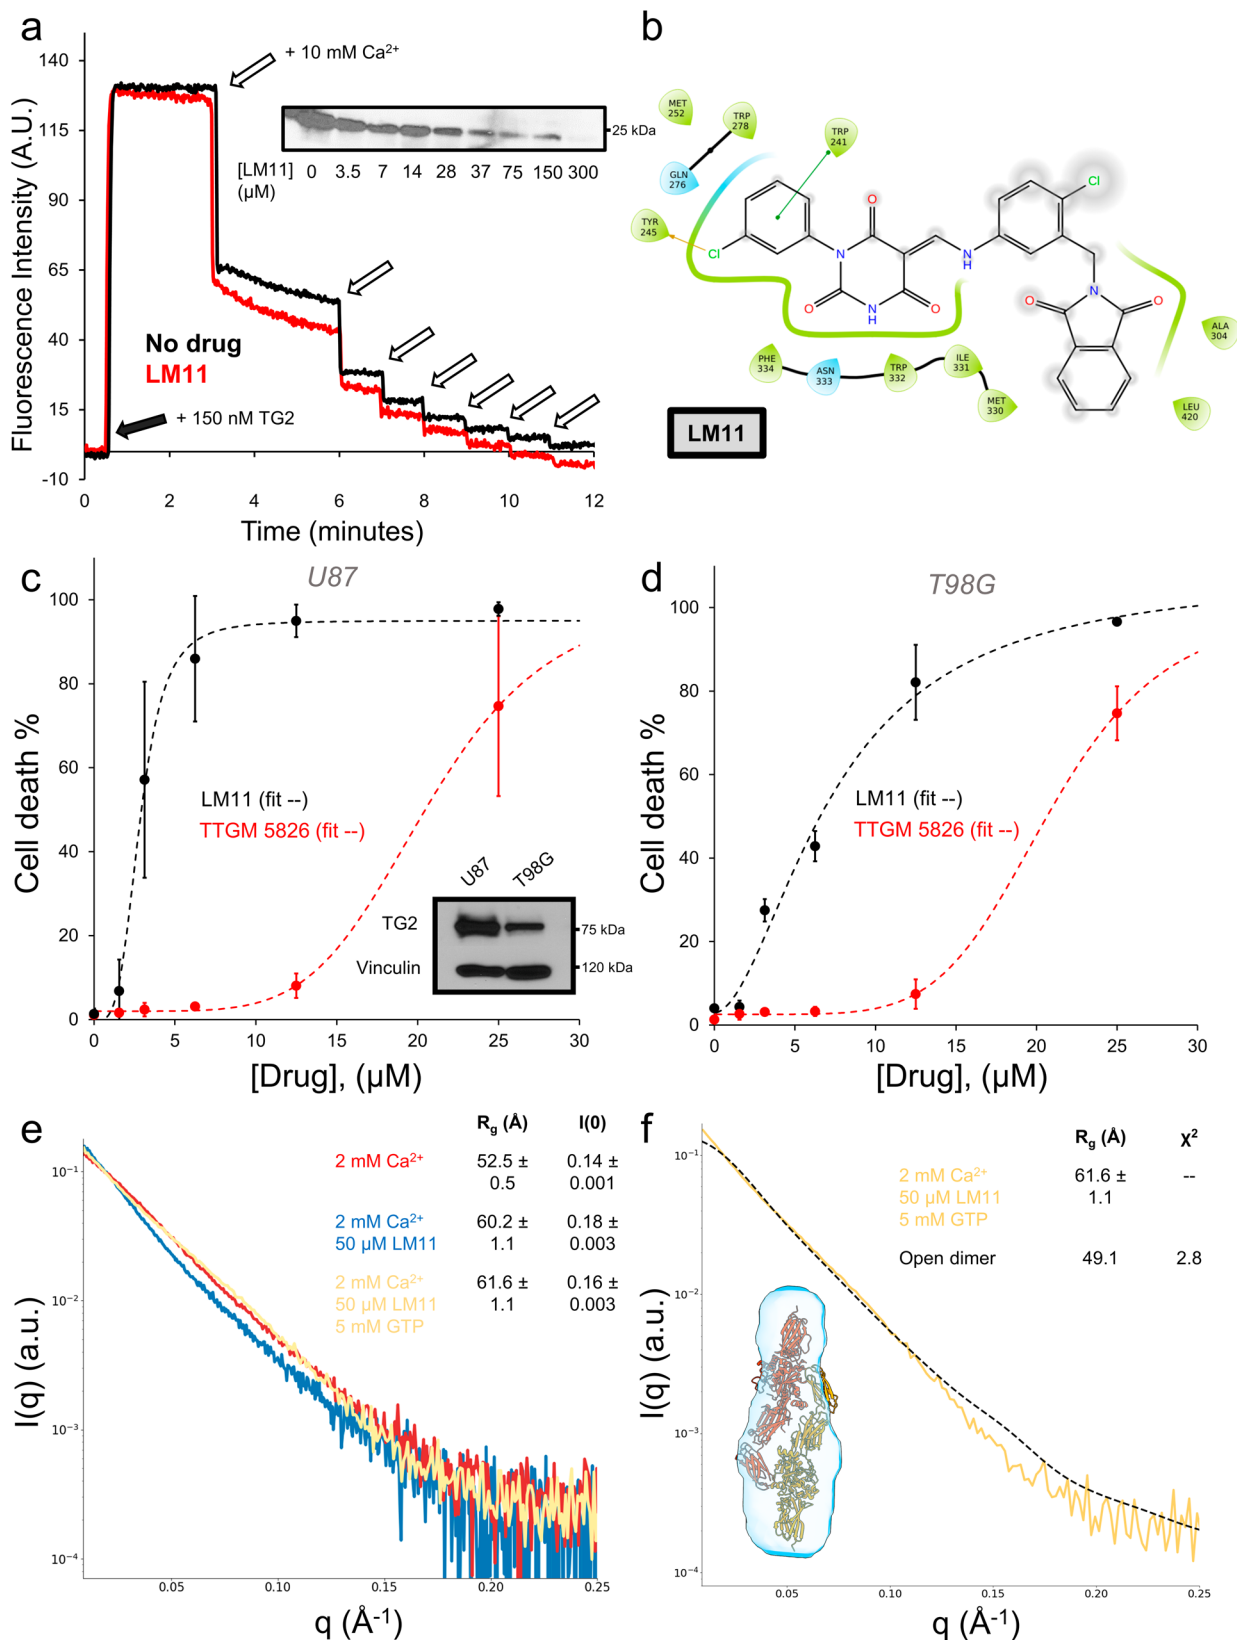 a
Fluorescence Intensity (A.U.)
140
115
90
65
40
15
-10
+ 10 mM Ca²⁺
25 kDa
[LM11] 0 3.5 7 14 28 37 75 150 300
(µM)
No drug
LM11
+ 150 nM TG2
0 2 4 6 8 10 12
Time (minutes)
b
MET
252
TRP
278
TRP
241
GLN
276
TYR
245
Cl
O
N
O
NH
O
NH
Cl
N
O
O
PHE
334
ASN
333
TRP
332
ILE
331
MET
330
ALA
304
LEU
420
LM11
c
U87
Cell death %
100
80
60
40
20
0
LM11 (fit --)
TTGM 5826 (fit --)
U87 T98G
TG2
75 kDa
Vinculin
120 kDa
0 5 10 15 20 25 30
[Drug], (µM)
d
T98G
Cell death %
100
80
60
40
20
0
LM11 (fit --)
TTGM 5826 (fit --)
0 5 10 15 20 25 30
[Drug], (µM)
e
Rg (Å) I(0)
2 mM Ca²⁺ 52.5 ± 0.14 ±
0.5 0.001
2 mM Ca²⁺ 60.2 ± 0.18 ±
50 µM LM11 1.1 0.003
2 mM Ca²⁺ 61.6 ± 0.16 ±
50 µM LM11 1.1 0.003
5 mM GTP
I(q) (a.u.)
10⁻¹
10⁻²
10⁻³
10⁻⁴
0.05 0.10 0.15 0.20 0.25
q (Å⁻¹)
f
Rg (Å) χ²
2 mM Ca²⁺ 61.6 ± --
50 µM LM11 1.1
5 mM GTP
Open dimer 49.1 2.8
I(q) (a.u.)
10⁻¹
10⁻²
10⁻³
10⁻⁴
0.05 0.10 0.15 0.20 0.25
q (Å⁻¹)